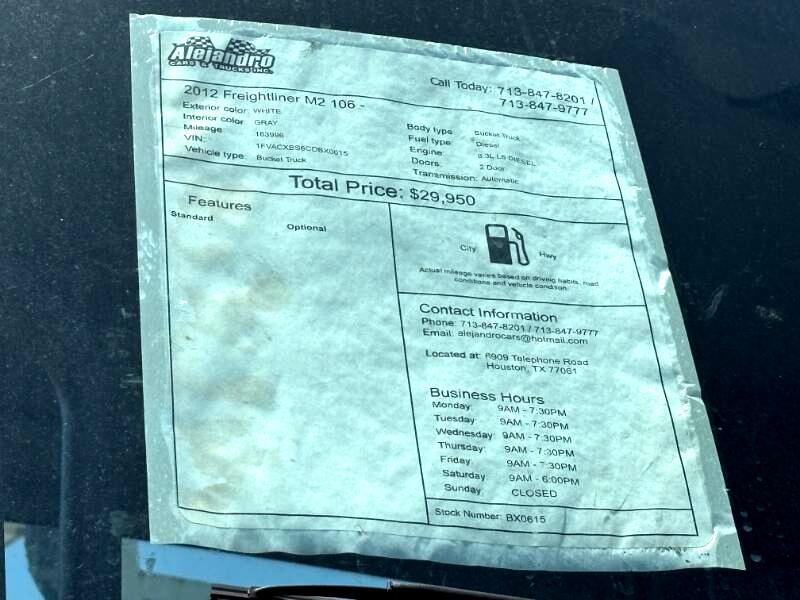 Alejandro
CARS & TRUCKS INC.
Call Today: 713-847-8201 /
713-847-9777
2012 Freightliner M2 106 -
Exterior color: WHITE
Interior color: GRAY
Mileage: 163996
VIN: 1FVACXBS6CDBX0615
Vehicle type: Bucket Truck
Body type: Bucket Truck
Fuel type: Diesel
Engine: 8.3L L6 DIESEL
Doors: 2 Door
Transmission: Automatic
Total Price: $29,950
Features
Standard
Optional
City
Hwy
Actual mileage varies based on driving habits, road
conditions and vehicle condition.
Contact Information
Phone: 713-847-8201 / 713-847-9777
Email: alejandrocars@hotmail.com
Located at: 6909 Telephone Road
Houston, TX 77061
Business Hours
Monday: 9AM - 7:30PM
Tuesday: 9AM - 7:30PM
Wednesday: 9AM - 7:30PM
Thursday: 9AM - 7:30PM
Friday: 9AM - 7:30PM
Saturday: 9AM - 6:00PM
Sunday: CLOSED
Stock Number: BX0615